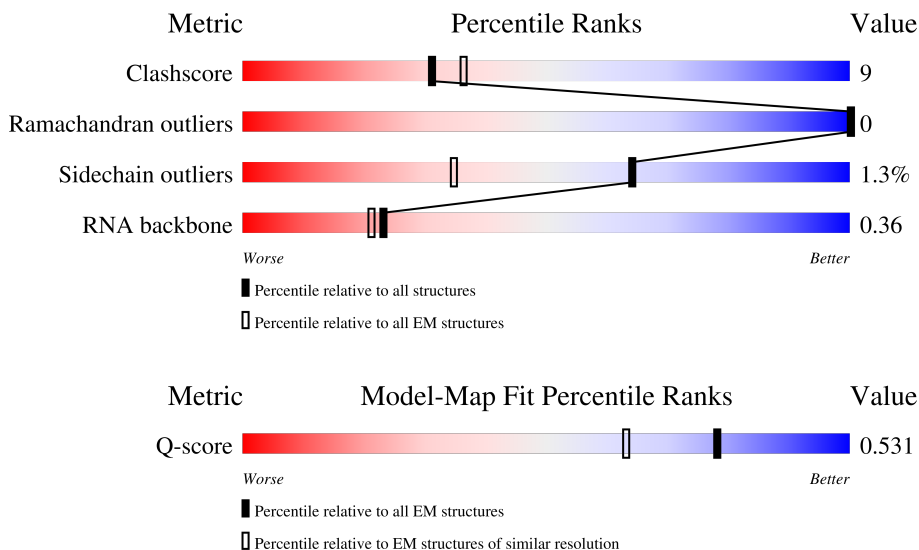 Metric Percentile Ranks Value
Clashscore 9
Ramachandran outliers 0
Sidechain outliers 1.3%
RNA backbone 0.36
Worse Better
Percentile relative to all structures
Percentile relative to all EM structures
Metric Model-Map Fit Percentile Ranks Value
Q-score 0.531
Worse Better
Percentile relative to all EM structures
Percentile relative to EM structures of similar resolution